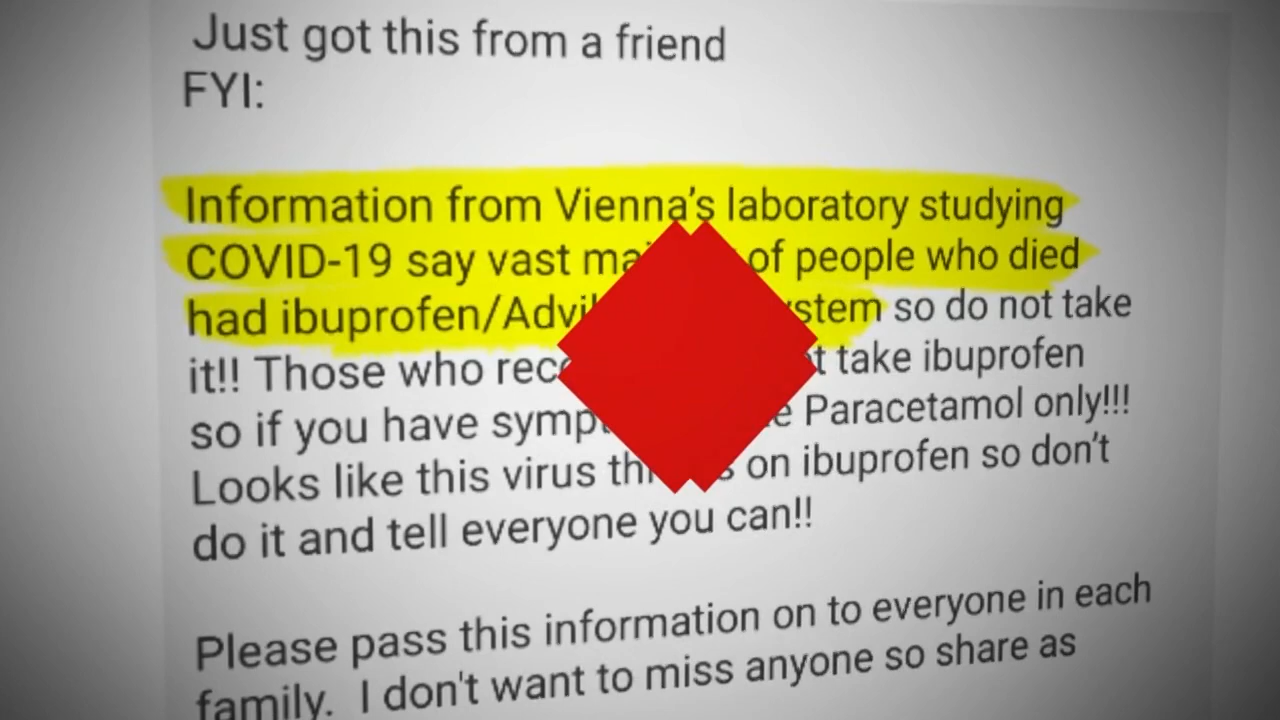 Just got this from a friend
FYI:
Information from Vienna's laboratory studying
COVID-19 say vast of people who died
had ibuprofen/Advil so do not take
it!! Those who take ibuprofen
so if you have Paracetamol only!!!
Looks like this virus on ibuprofen so don't
do it and tell everyone you can!!
Please pass this information on to everyone in each
family. I don't want to miss anyone so share as